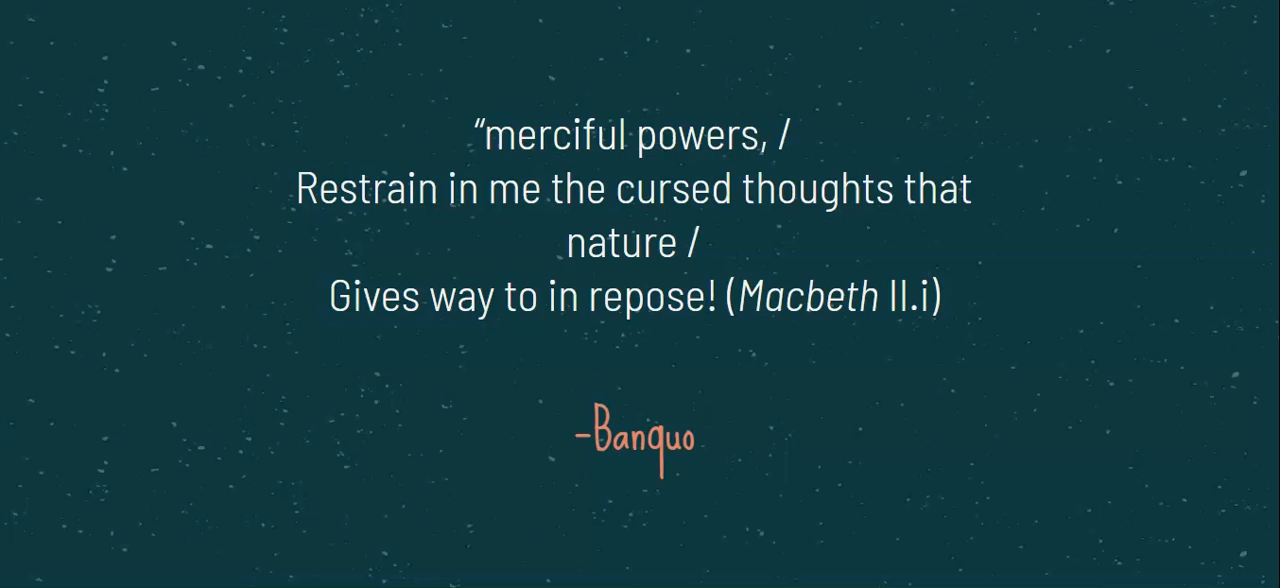 “merciful powers, /
Restrain in me the cursed thoughts that
nature /
Gives way to in repose! (Macbeth II.i)
-Banquo